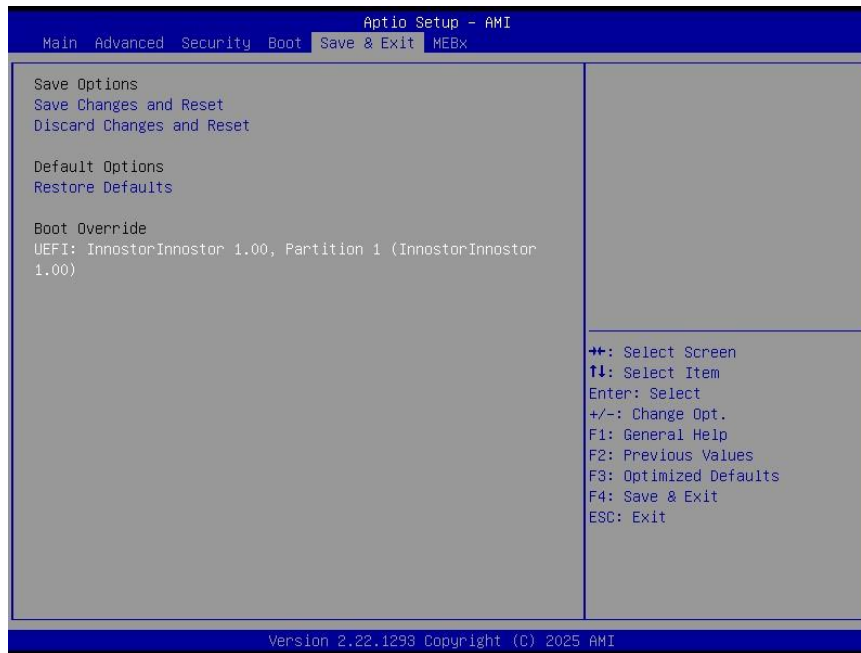 Aptio Setup - AMI
Main Advanced Security Boot Save & Exit MEBx
Save Options
Save Changes and Reset
Discard Changes and Reset
Default Options
Restore Defaults
Boot Override
UEFI: InnostorInnostor 1.00, Partition 1 (InnostorInnostor
1.00)
→←: Select Screen
↑↓: Select Item
Enter: Select
+/-: Change Opt.
F1: General Help
F2: Previous Values
F3: Optimized Defaults
F4: Save & Exit
ESC: Exit
Version 2.22.1293 Copyright (C) 2025 AMI